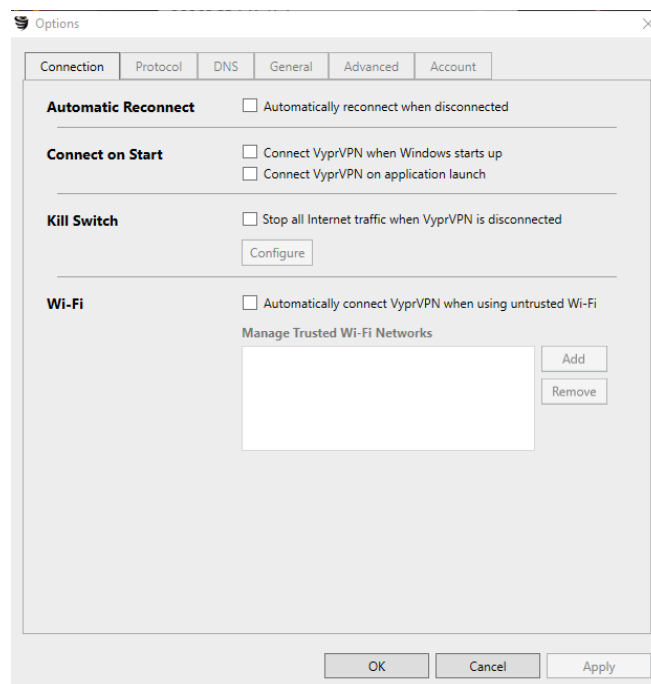 Options
Connection Protocol DNS General Advanced Account
Automatic Reconnect Automatically reconnect when disconnected
Connect on Start Connect VyprVPN when Windows starts up
Connect VyprVPN on application launch
Kill Switch Stop all Internet traffic when VyprVPN is disconnected
Configure
Wi-Fi Automatically connect VyprVPN when using untrusted Wi-Fi
Manage Trusted Wi-Fi Networks
Add
Remove
OK Cancel Apply